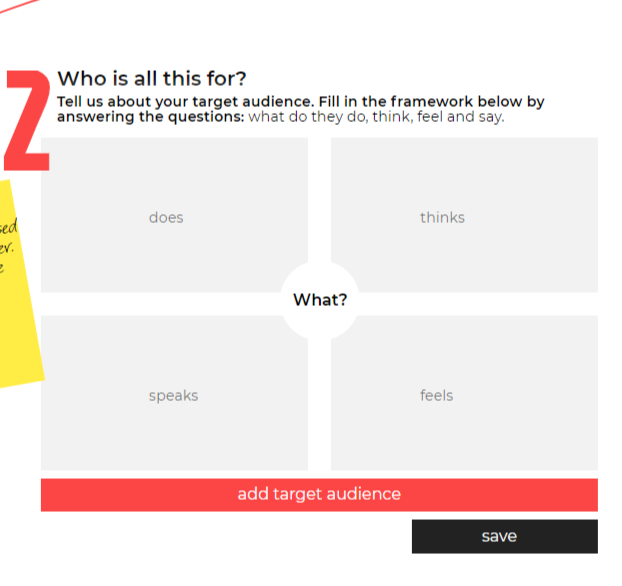 2
Who is all this for?
Tell us about your target audience. Fill in the framework below by
answering the questions: what do they do, think, feel and say.
does
thinks
What?
speaks
feels
add target audience
save